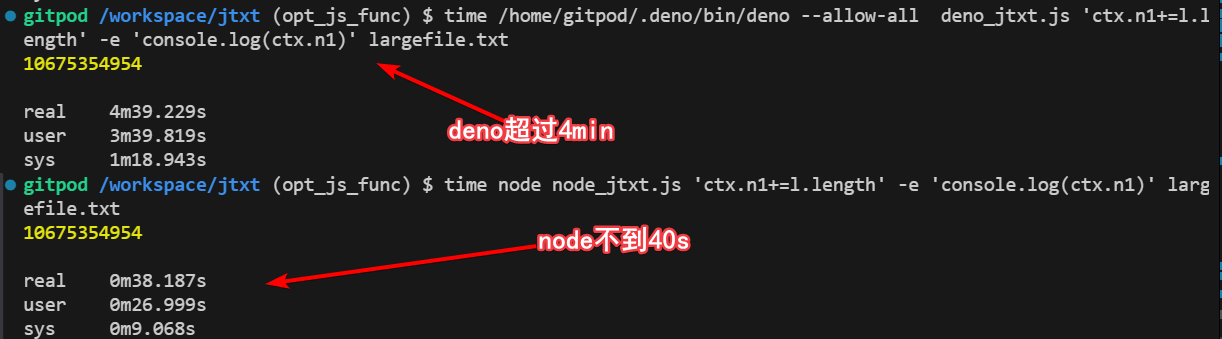 gitpod /workspace/jtxt (opt_js_func) $ time /home/gitpod/.deno/bin/deno --allow-all  deno_jtxt.js 'ctx.n1+=l.l
ength' -e 'console.log(ctx.n1)' largefile.txt
10675354954
real    4m39.229s
user    3m39.819s
sys     1m18.943s
deno超过4min
gitpod /workspace/jtxt (opt_js_func) $ time node node_jtxt.js 'ctx.n1+=l.length' -e 'console.log(ctx.n1)' larg
efile.txt
10675354954
node不到40s
real    0m38.187s
user    0m26.999s
sys     0m9.068s